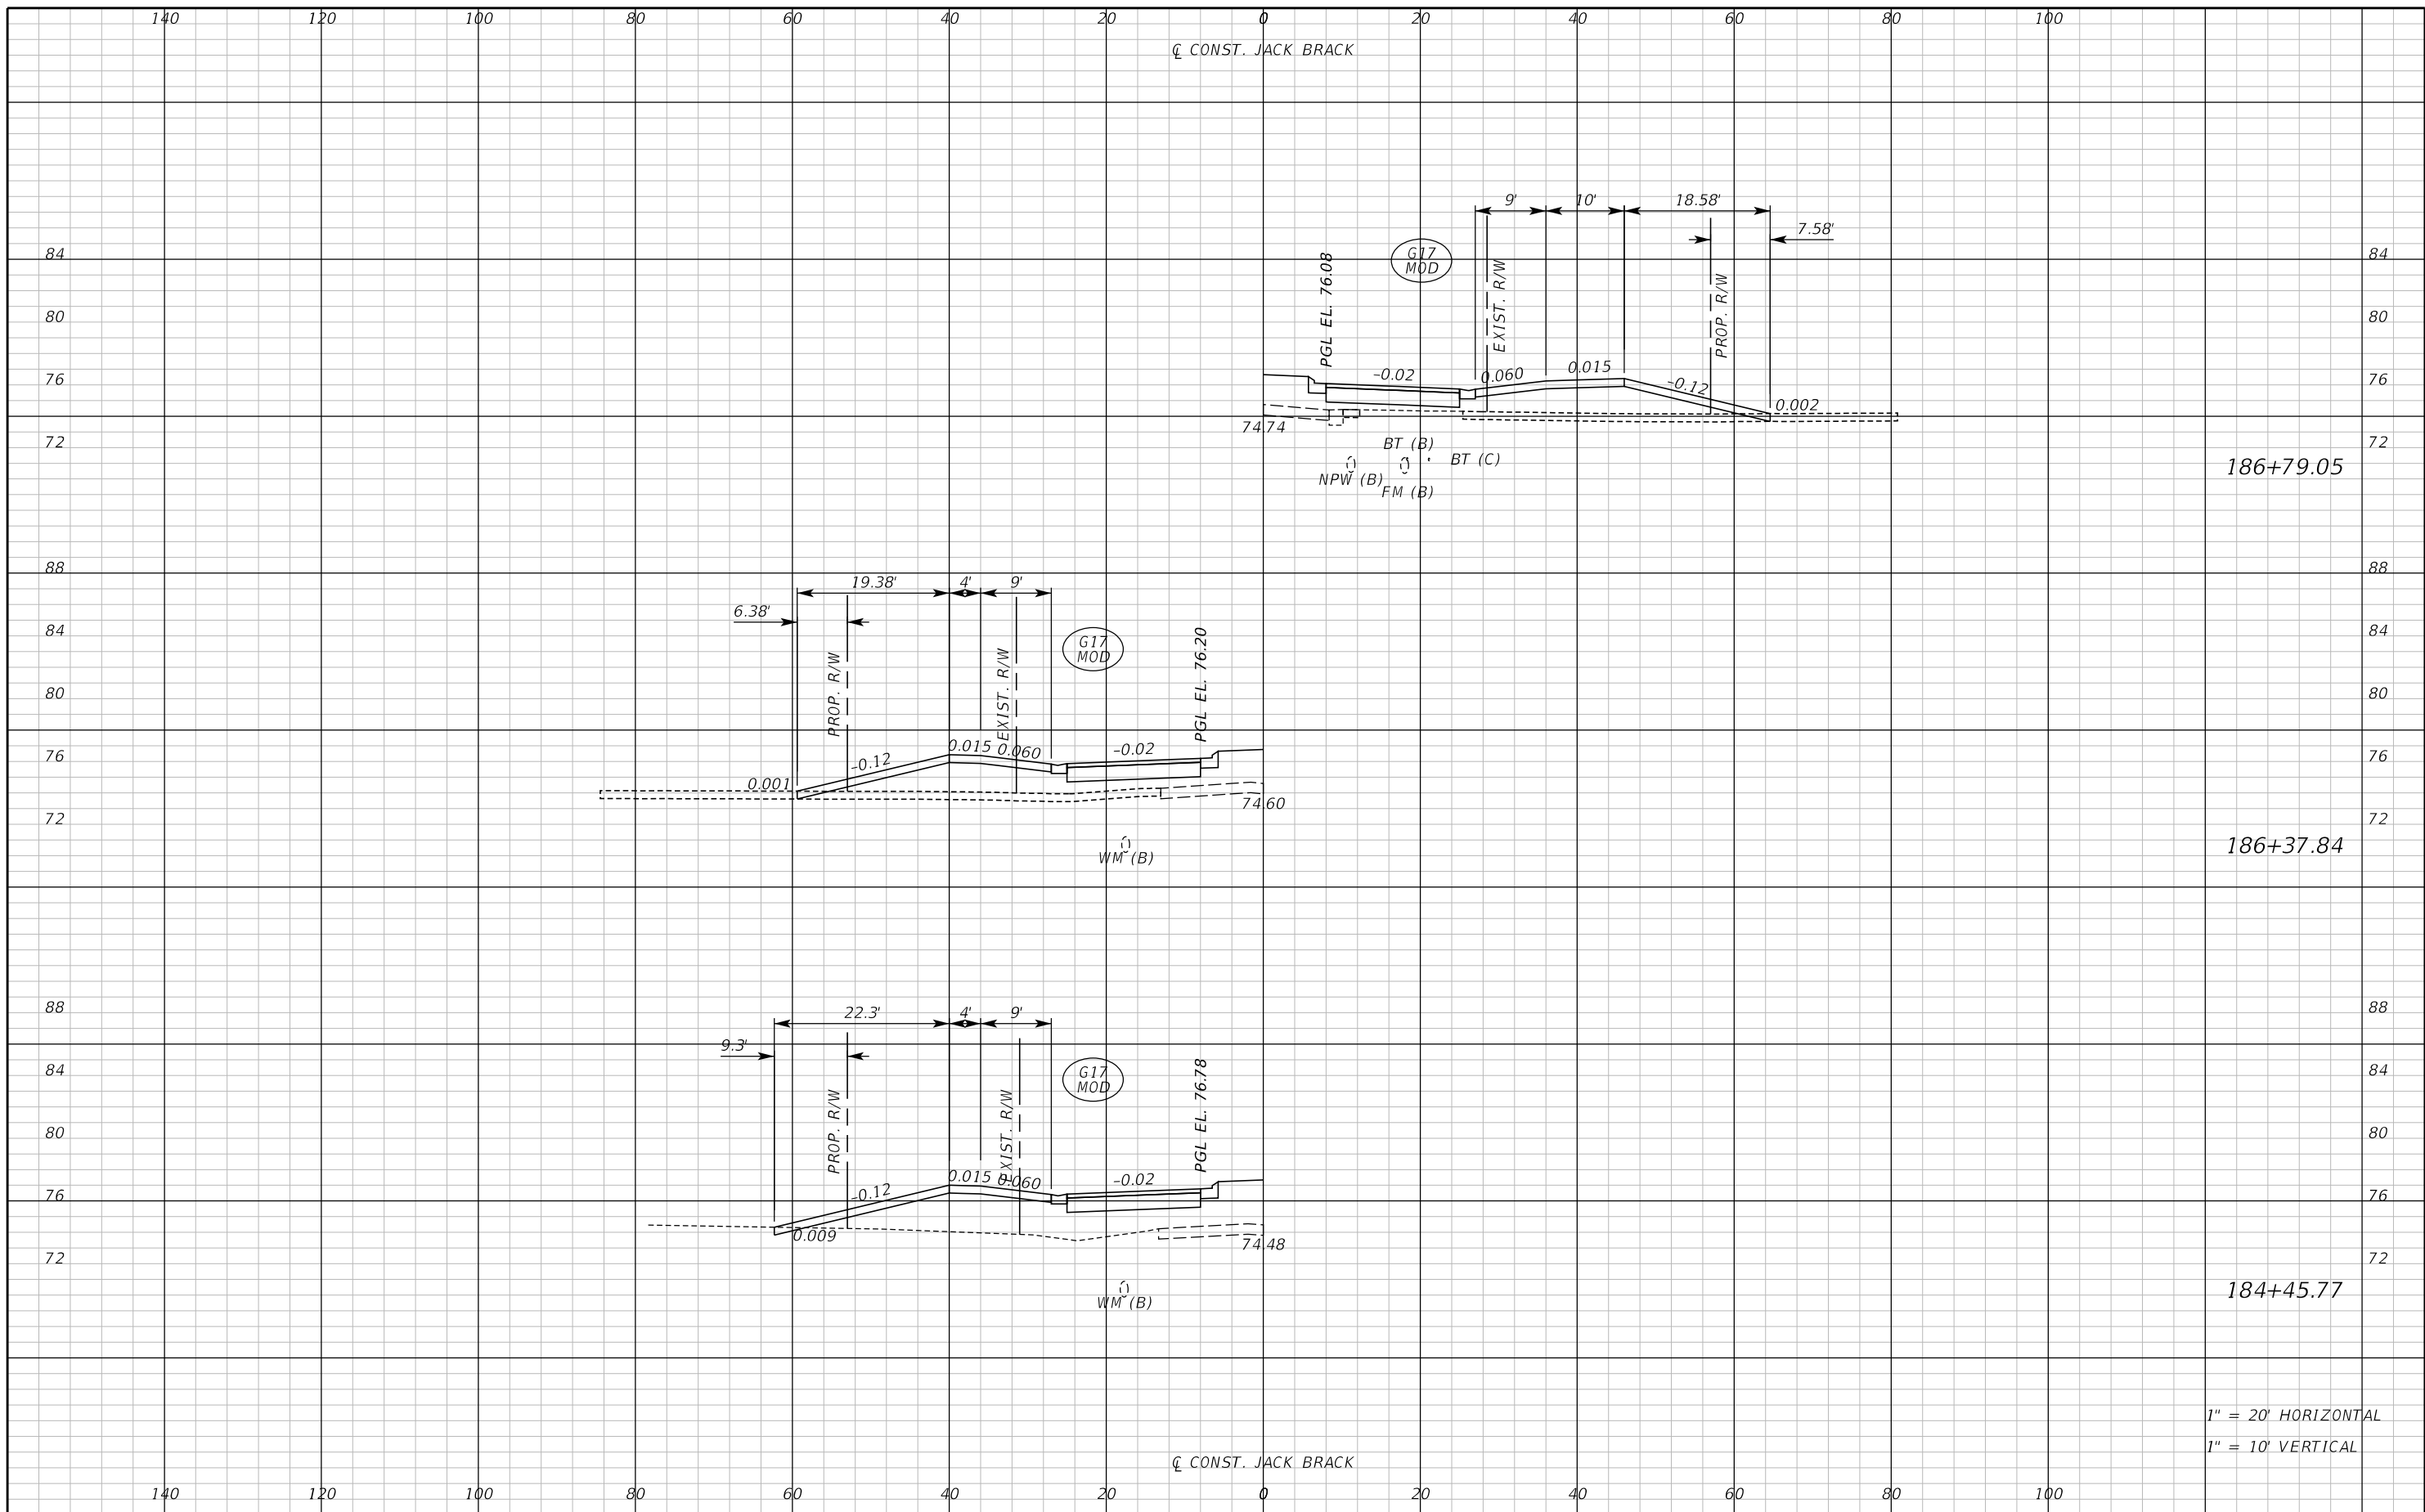 140 120 100 80 60 40 20 0 20 40 60 80 100
℄ CONST. JACK BRACK
9' 10' 18.58'
7.58'
84 84
G17
MOD
PGL EL. 76.08
EXIST. R/W
PROP. R/W
80 80
76 76
-0.02 0.060 0.015 -0.12
0.002
74.74
72 72
BT (B)
BT (C)
NPW (B)
FM (B)
186+79.05
88 88
19.38' 4' 9'
6.38'
84 84
G17
MOD
PROP. R/W
EXIST. R/W
PGL EL. 76.20
80 80
76 76
-0.12 0.015 0.060 -0.02
0.001
74.60
72 72
WM (B)
186+37.84
88 88
22.3' 4' 9'
9.3'
84 84
G17
MOD
PROP. R/W
EXIST. R/W
PGL EL. 76.78
80 80
76 76
-0.12 0.015 0.060 -0.02
0.009
74.48
72 72
WM (B)
184+45.77
1" = 20' HORIZONTAL
1" = 10' VERTICAL
℄ CONST. JACK BRACK
140 120 100 80 60 40 20 0 20 40 60 80 100